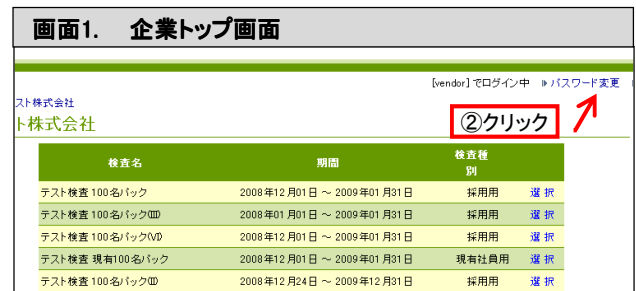 画面1. 企業トップ画面
[vendor]でログイン中 パスワード変更
スト株式会社
ト株式会社
②クリック
検査名 期間 検査種別
テスト検査100名パック 2008年12月01日 ～ 2009年01月31日 採用用 選択
テスト検査100名パック(III) 2008年01月01日 ～ 2009年01月31日 採用用 選択
テスト検査100名パック(VI) 2008年12月01日 ～ 2009年01月31日 採用用 選択
テスト検査 現有100名パック 2008年12月01日 ～ 2009年01月31日 現有社員用 選択
テスト検査100名パック(II) 2008年12月24日 ～ 2009年12月31日 採用用 選択